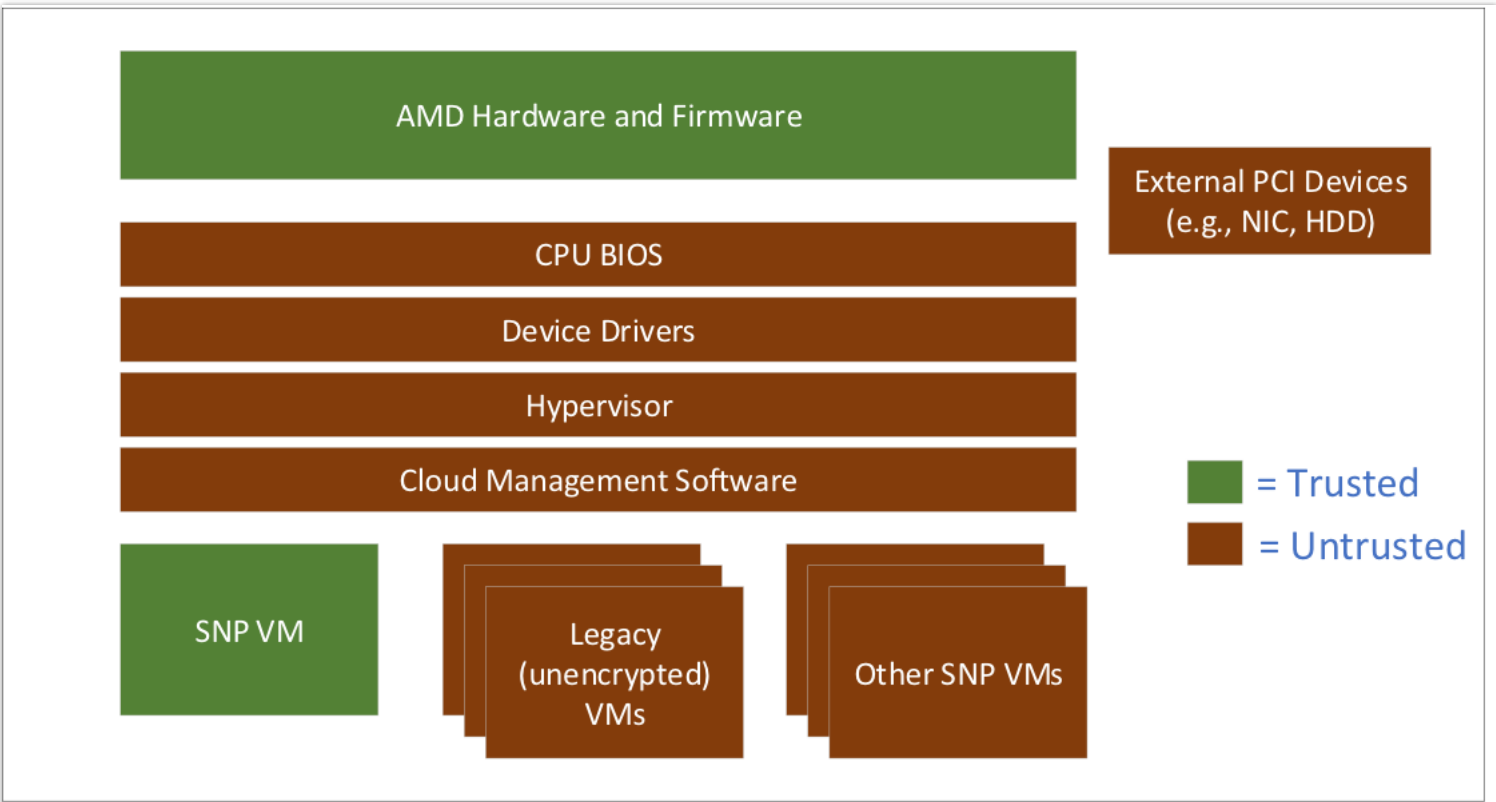 AMD Hardware and Firmware
External PCI Devices
(e.g., NIC, HDD)
CPU BIOS
Device Drivers
Hypervisor
Cloud Management Software
= Trusted
= Untrusted
SNP VM
Legacy
(unencrypted)
VMs
Other SNP VMs